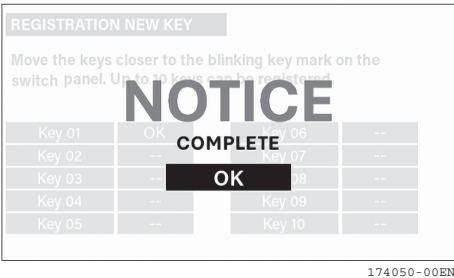 REGISTRATION NEW KEY
Move the keys closer to the blinking key mark on the
switch panel. Up to 10 keys can be registered.
NOTICE
COMPLETE
OK
Key 01 OK Key 06 --
Key 02 -- Key 07 --
Key 03 -- 08 --
Key 04 -- Key 09 --
Key 05 -- Key 10 --
174050-00EN